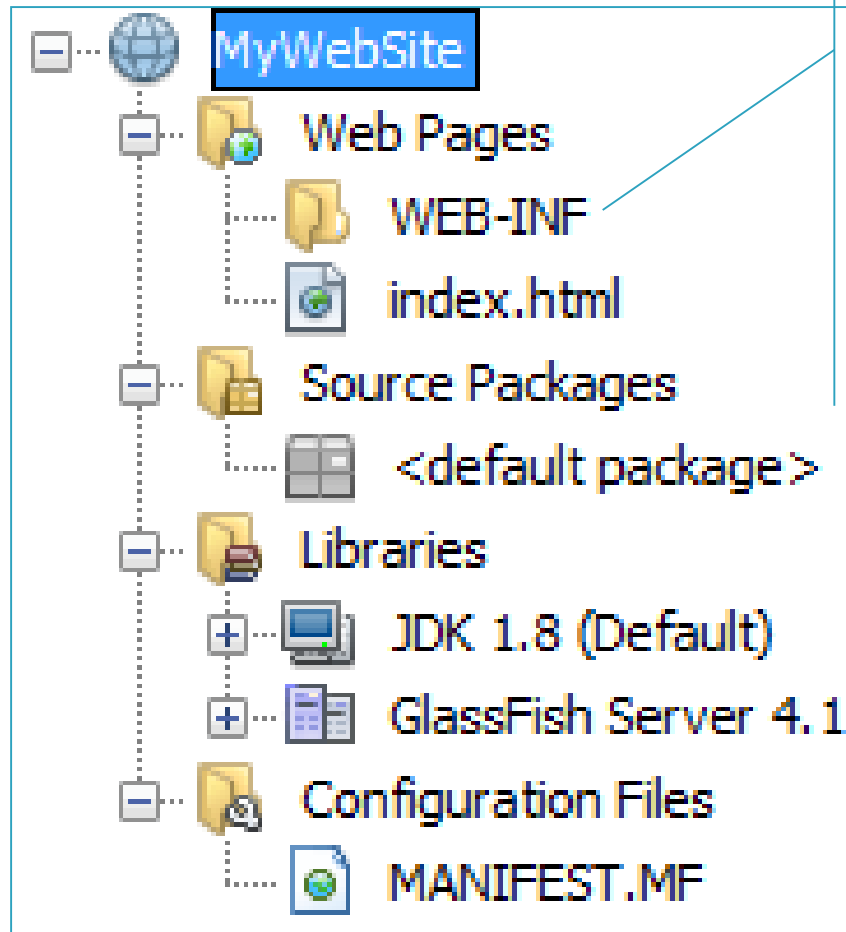 MyWebSite
Web Pages
WEB-INF
index.html
Source Packages
<default package>
Libraries
JDK 1.8 (Default)
GlassFish Server 4.1
Configuration Files
MANIFEST.MF